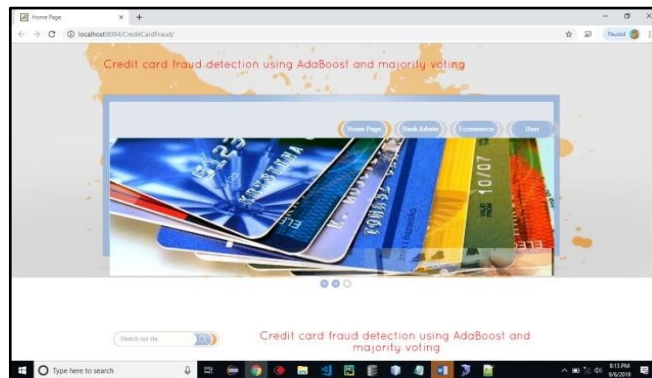 Home Page
localhost:8084/CreditCardFraud/
Paused
Credit card fraud detection using AdaBoost and majority voting
Home Page
Bank Admin
Ecommerce
User
10/07
VALID
FROM
Search our site
Credit card fraud detection using AdaBoost and
majority voting
Type here to search
8:13 PM
9/6/2019